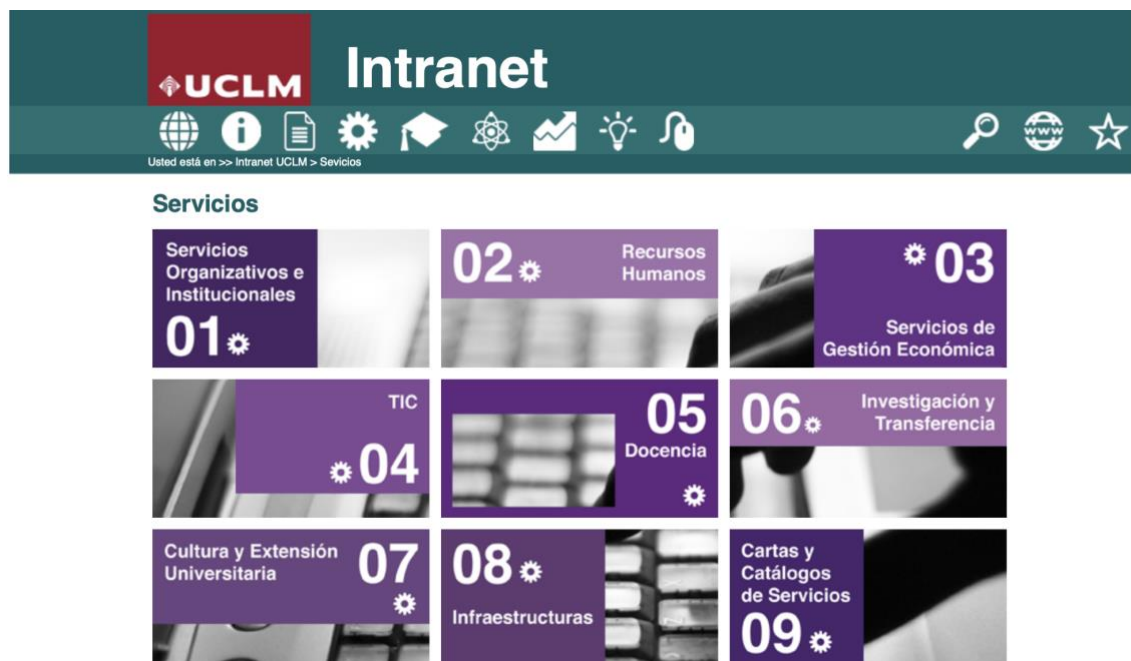 UCLM
Intranet
www
Usted está en >> Intranet UCLM > Sevicios
Servicios
Servicios
Organizativos e
Institucionales
01
02
Recursos
Humanos
03
Servicios de
Gestión Económica
TIC
04
05
Docencia
06
Investigación y
Transferencia
Cultura y Extensión
Universitaria
07
08
Infraestructuras
Cartas y
Catálogos
de Servicios
09